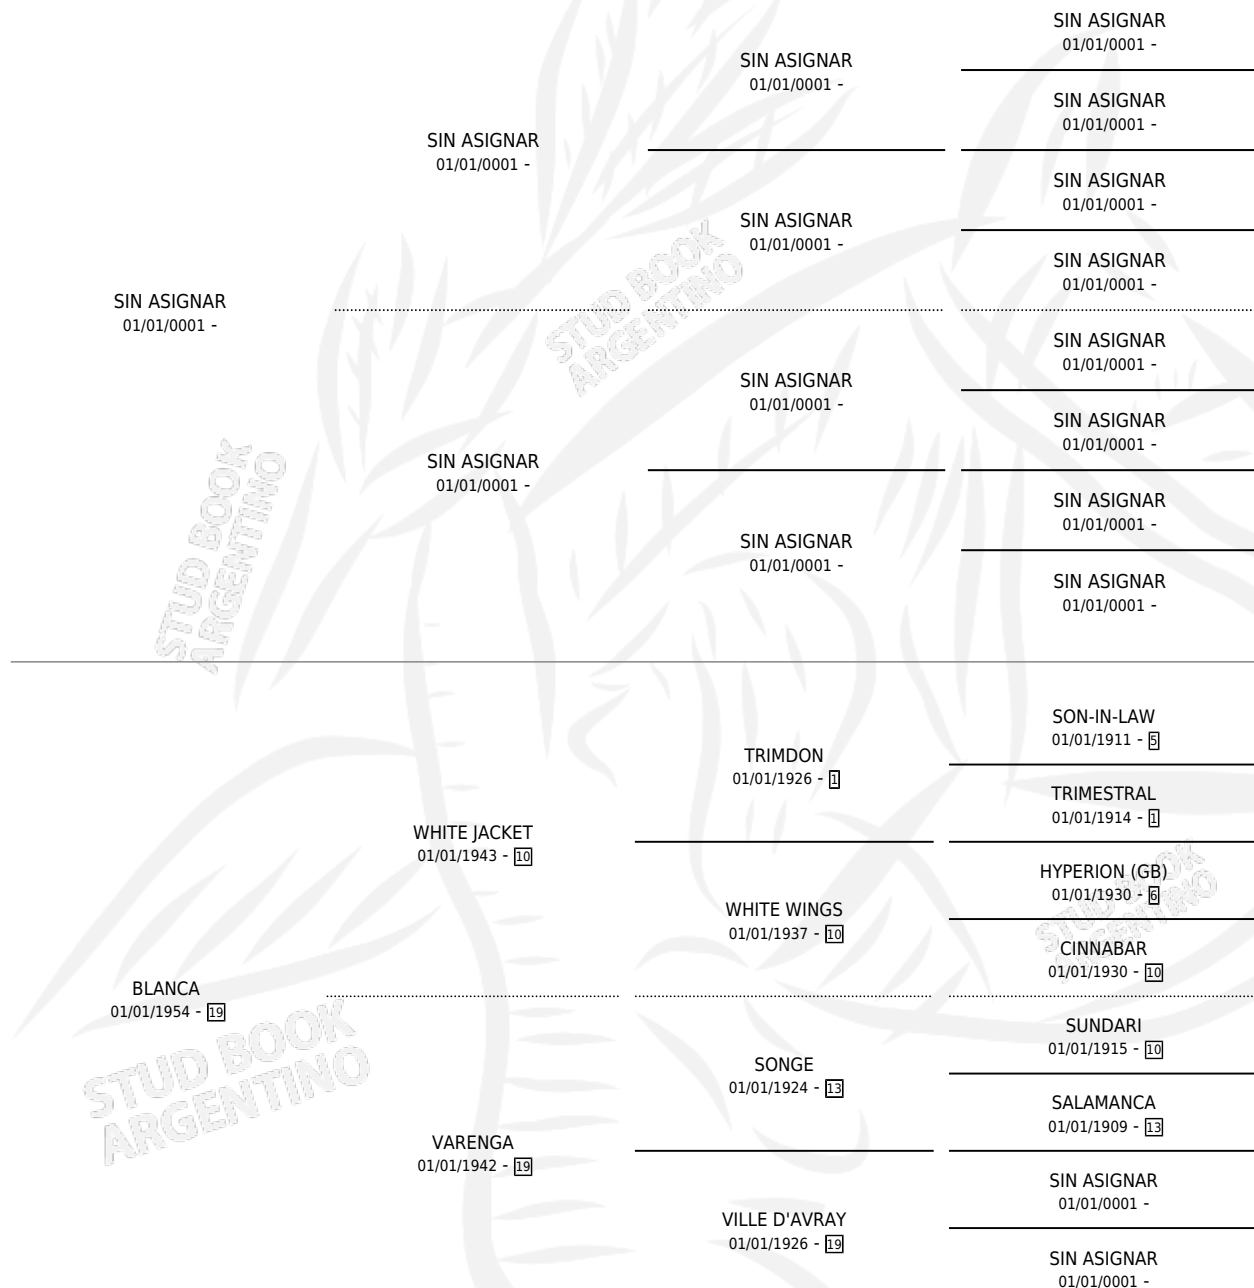 SIN ASIGNAR
01/01/0001 -
SIN ASIGNAR
01/01/0001 -
SIN ASIGNAR
01/01/0001 -
SIN ASIGNAR
01/01/0001 -
SIN ASIGNAR
01/01/0001 -
SIN ASIGNAR
01/01/0001 -
SIN ASIGNAR
01/01/0001 -
SIN ASIGNAR
01/01/0001 -
STUD BOOK
ARGENTINO
SIN ASIGNAR
01/01/0001 -
SIN ASIGNAR
01/01/0001 -
SIN ASIGNAR
01/01/0001 -
SIN ASIGNAR
01/01/0001 -
SIN ASIGNAR
01/01/0001 -
STUD BOOK
ARGENTINO
SIN ASIGNAR
01/01/0001 -
SIN ASIGNAR
01/01/0001 -
SIN ASIGNAR
01/01/0001 -
SON-IN-LAW
01/01/1911 - 5
TRIMDON
01/01/1926 - 1
TRIMESTRAL
01/01/1914 - 1
WHITE JACKET
01/01/1943 - 10
HYPERION (GB)
01/01/1930 - 6
WHITE WINGS
01/01/1937 - 10
STUD BOOK
ARGENTINO
CINNABAR
01/01/1930 - 10
BLANCA
01/01/1954 - 19
STUD BOOK
ARGENTINO
SUNDARI
01/01/1915 - 10
SONGE
01/01/1924 - 13
SALAMANCA
01/01/1909 - 13
VARENGA
01/01/1942 - 19
SIN ASIGNAR
01/01/0001 -
VILLE D'AVRAY
01/01/1926 - 19
SIN ASIGNAR
01/01/0001 -